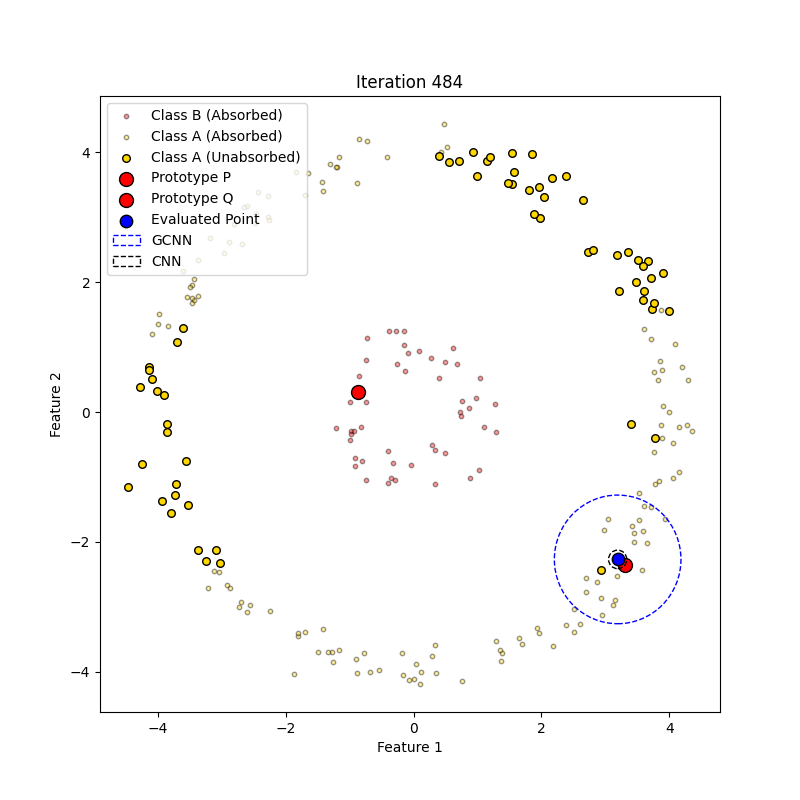 Iteration 484
Class B (Absorbed)
Class A (Absorbed)
Class A (Unabsorbed)
Prototype P
Prototype Q
Evaluated Point
GCNN
CNN
4
2
0
−2
−4
Feature 2
−4
−2
0
2
4
Feature 1